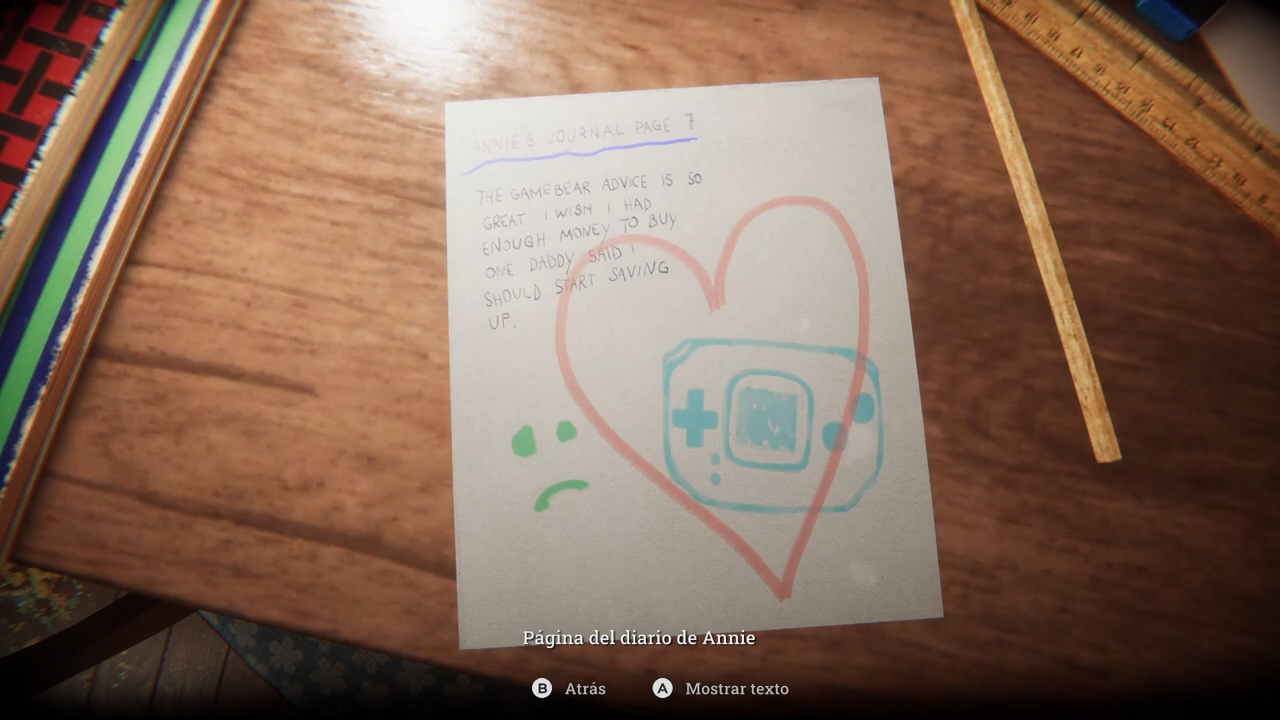 ANNIE'S JOURNAL PAGE 7
THE GAMEBEAR ADVICE IS SO
GREAT. I WISH I HAD
ENOUGH MONEY TO BUY
ONE. DADDY SAID I
SHOULD START SAVING
UP.
Página del diario de Annie
B Atrás A Mostrar texto